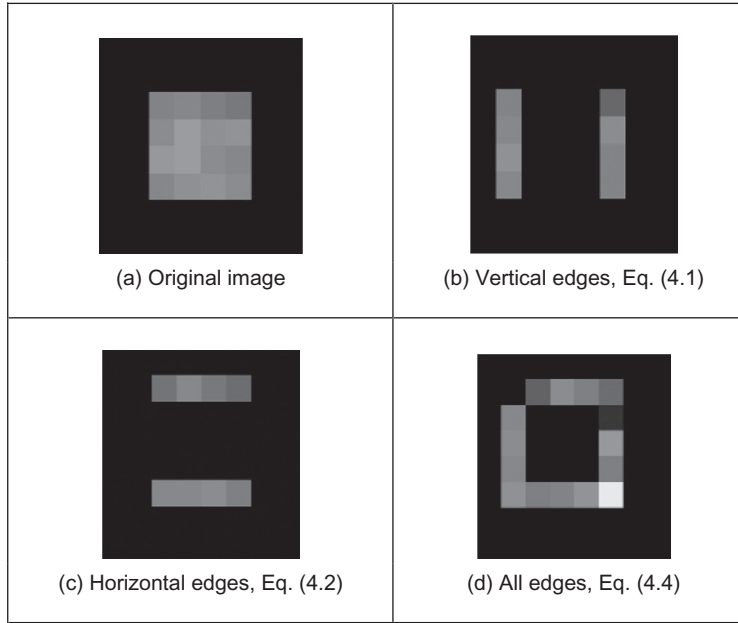 (a) Original image
(b) Vertical edges, Eq. (4.1)
(c) Horizontal edges, Eq. (4.2)
(d) All edges, Eq. (4.4)